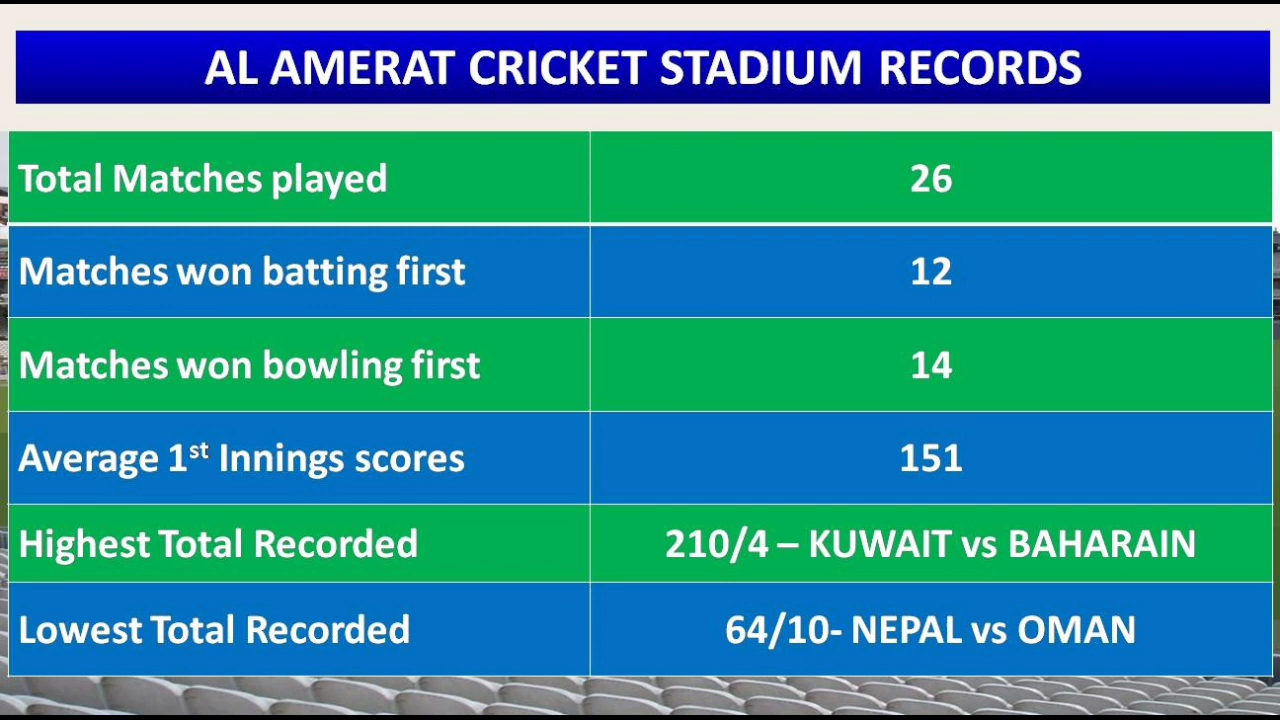 AL AMERAT CRICKET STADIUM RECORDS
Total Matches played 26
Matches won batting first 12
Matches won bowling first 14
Average 1st Innings scores 151
Highest Total Recorded 210/4 – KUWAIT vs BAHARAIN
Lowest Total Recorded 64/10- NEPAL vs OMAN